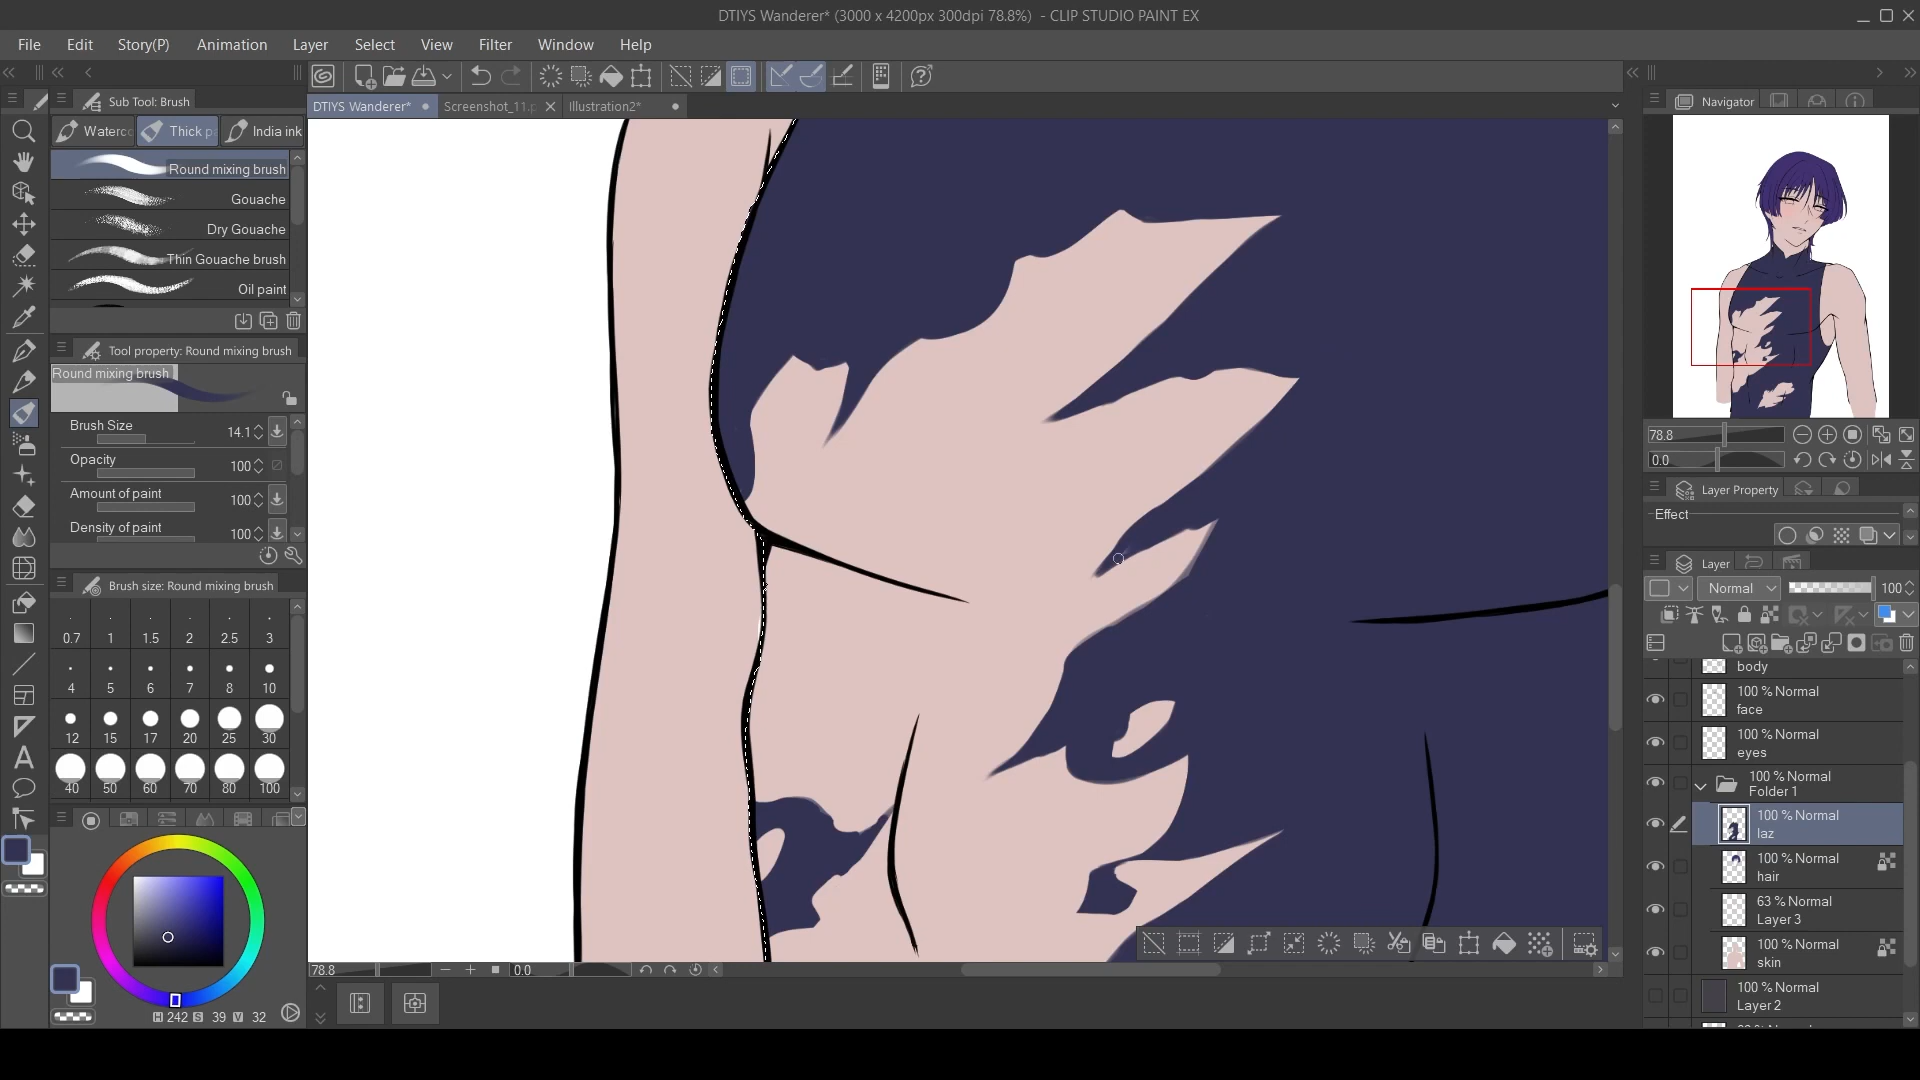 DTIYS Wanderer* (3000 x 4200px 300dpi 78.8%) - CLIP STUDIO PAINT EX
File Edit Story(P) Animation Layer Select View Filter Window Help
DTIYS Wanderer* Screenshot_11.p Illustration2*
Sub Tool: Brush
Waterc Thick p India ink
Round mixing brush
Gouache
Dry Gouache
Thin Gouache brush
Oil paint
Tool property: Round mixing brush
Round mixing brush
Brush Size 14.1
Opacity 100
Amount of paint 100
Density of paint 100
Brush size: Round mixing brush
0.7 1 1.5 2 2.5 3
4 5 6 7 8 10
12 15 17 20 25 30
40 50 60 70 80 100
H 242 S 39 V 32
78.8 0.0
Navigator
78.8
0.0
Layer Property
Effect
Layer
Normal 100
body
100 % Normal
face
100 % Normal
eyes
100 % Normal
Folder 1
100 % Normal
laz
100 % Normal
hair
63 % Normal
Layer 3
100 % Normal
skin
100 % Normal
Layer 2